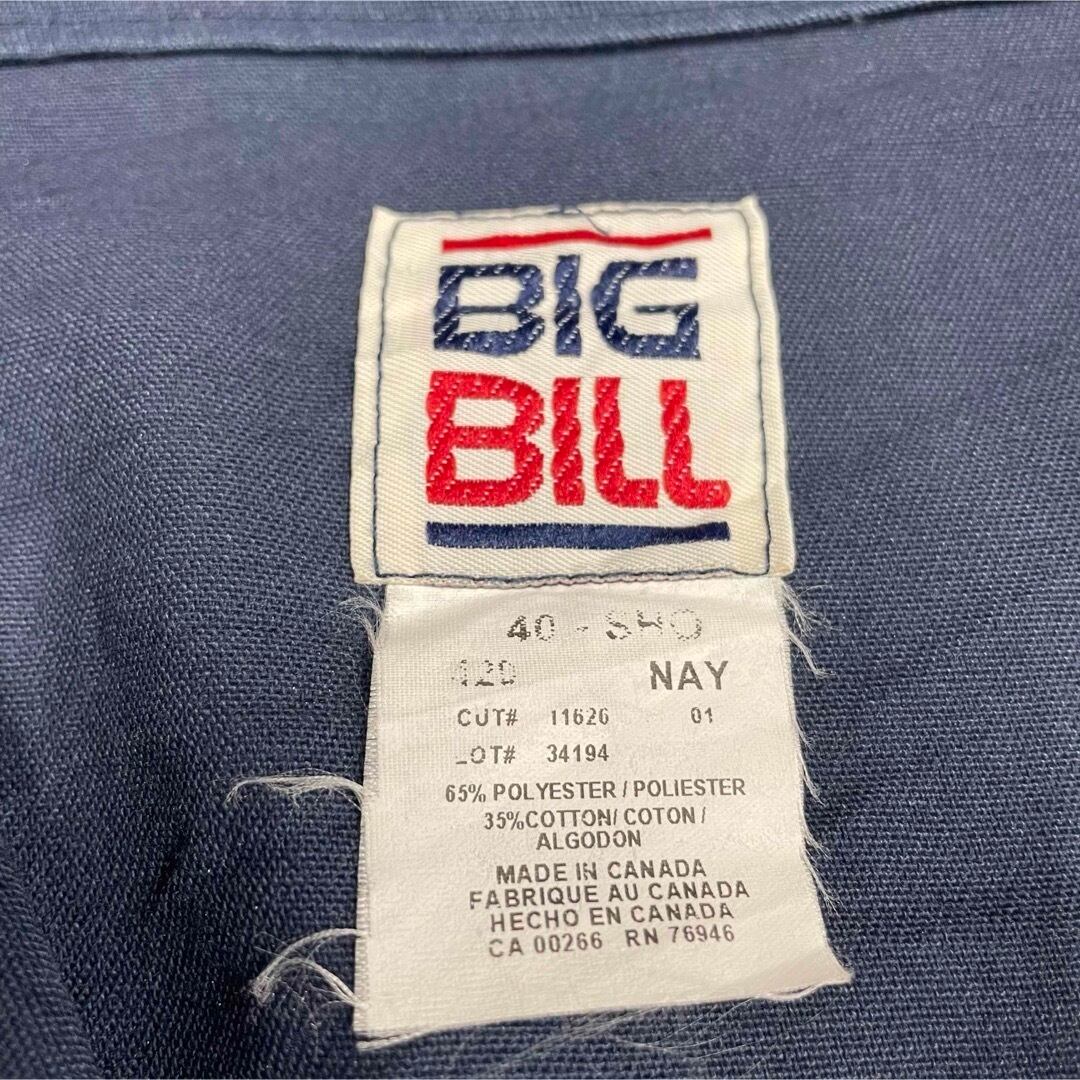 BIG
BILL
40 - SHO
420 NAY
CUT# 11626 01
LOT# 34194
65% POLYESTER / POLIESTER
35%COTTON/ COTON /
ALGODON
MADE IN CANADA
FABRIQUE AU CANADA
HECHO EN CANADA
CA 00266 RN 76946